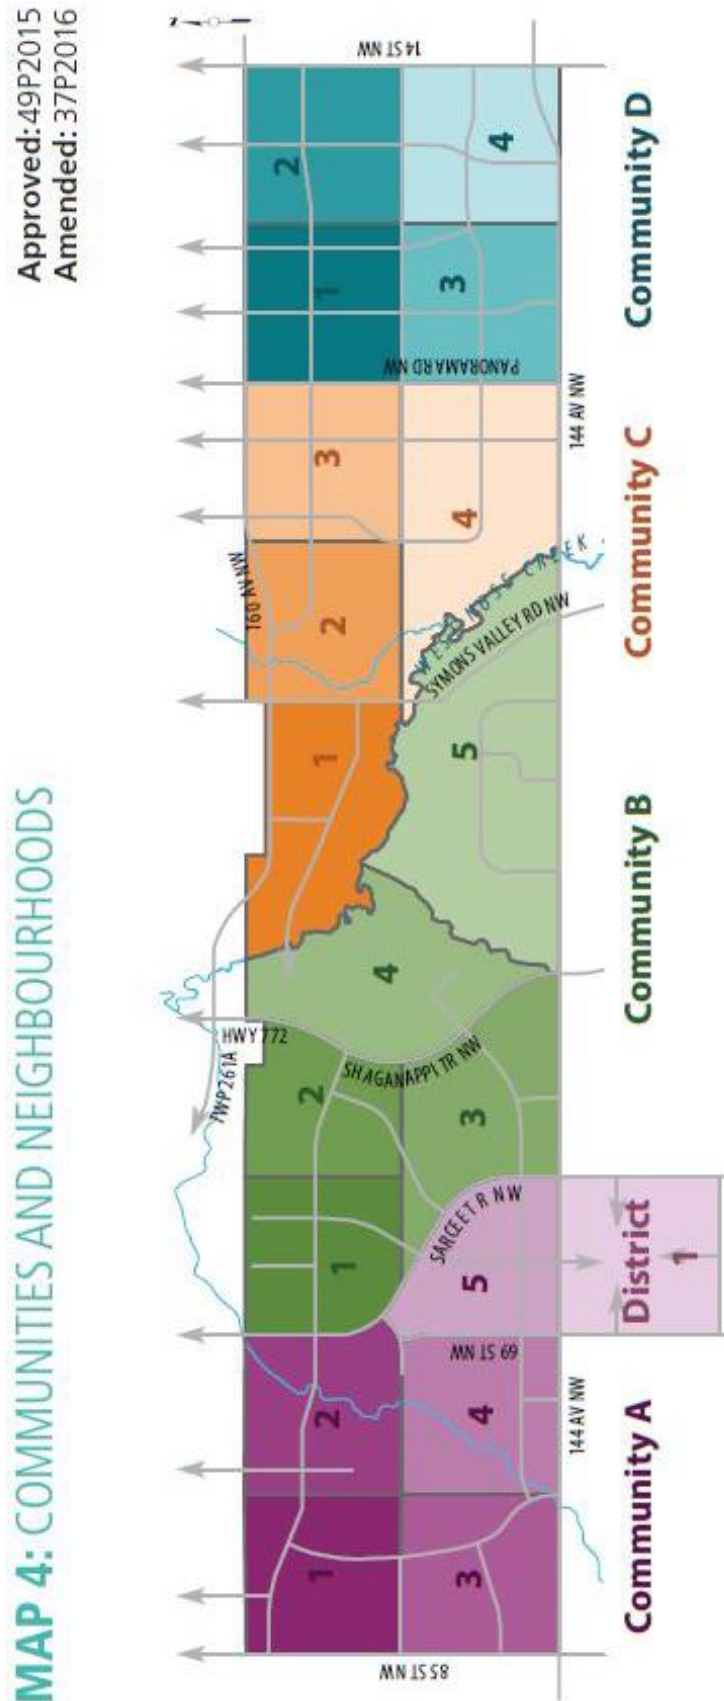 MAP 4: COMMUNITIES AND NEIGHBOURHOODS
Approved:49P2015
Amended: 37P2016
TWP261A
HWY 772
160 AV NW
85 ST NW
1
2
3
4
5
69 ST NW
SARCEE TR NW
1
2
3
SHAGANAPPI TR NW
4
5
SYMONS VALLEY RD NW
WEST NOSE CREEK
1
2
3
4
PANORAMA RD NW
1
2
3
4
14 ST NW
144 AV NW
144 AV NW
District
1
Community A
Community B
Community C
Community D